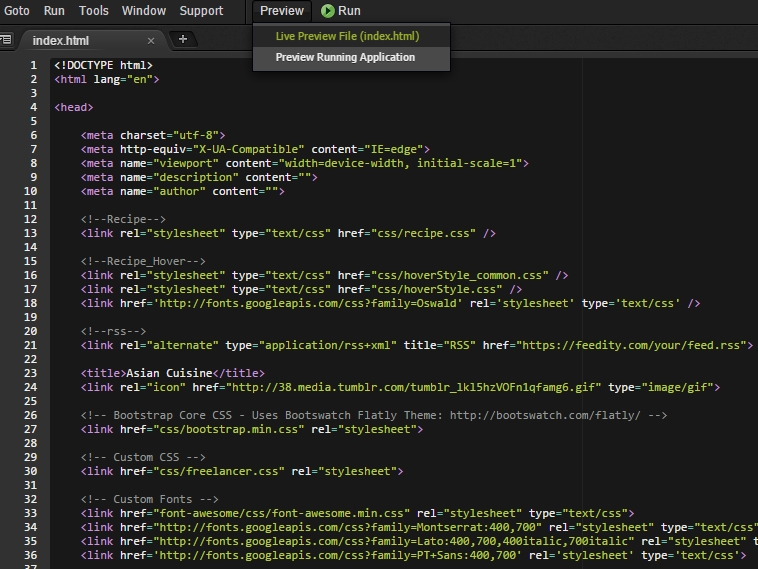 Goto Run Tools Window Support Preview Run
Live Preview File (index.html)
Preview Running Application
index.html × +
1 <!DOCTYPE html>
2 <html lang="en">
3
4 <head>
5
6 <meta charset="utf-8">
7 <meta http-equiv="X-UA-Compatible" content="IE=edge">
8 <meta name="viewport" content="width=device-width, initial-scale=1">
9 <meta name="description" content="">
10 <meta name="author" content="">
11
12 <!--Recipe-->
13 <link rel="stylesheet" type="text/css" href="css/recipe.css" />
14
15 <!--Recipe_Hover-->
16 <link rel="stylesheet" type="text/css" href="css/hoverStyle_common.css" />
17 <link rel="stylesheet" type="text/css" href="css/hoverStyle.css" />
18 <link href='http://fonts.googleapis.com/css?family=Oswald' rel='stylesheet' type='text/css' />
19
20 <!--rss-->
21 <link rel="alternate" type="application/rss+xml" title="RSS" href="https://feedity.com/your/feed.rss">
22
23 <title>Asian Cuisine</title>
24 <link rel="icon" href="http://38.media.tumblr.com/tumblr_lkl5hzVOFn1qfamg6.gif" type="image/gif">
25
26 <!-- Bootstrap Core CSS - Uses Bootswatch Flatly Theme: http://bootswatch.com/flatly/ -->
27 <link href="css/bootstrap.min.css" rel="stylesheet">
28
29 <!-- Custom CSS -->
30 <link href="css/freelancer.css" rel="stylesheet">
31
32 <!-- Custom Fonts -->
33 <link href="font-awesome/css/font-awesome.min.css" rel="stylesheet" type="text/css">
34 <link href="http://fonts.googleapis.com/css?family=Montserrat:400,700" rel="stylesheet" type="text/css"
35 <link href="http://fonts.googleapis.com/css?family=Lato:400,700,400italic,700italic" rel="stylesheet" t
36 <link href='http://fonts.googleapis.com/css?family=PT+Sans:400,700' rel='stylesheet' type='text/css'>
37